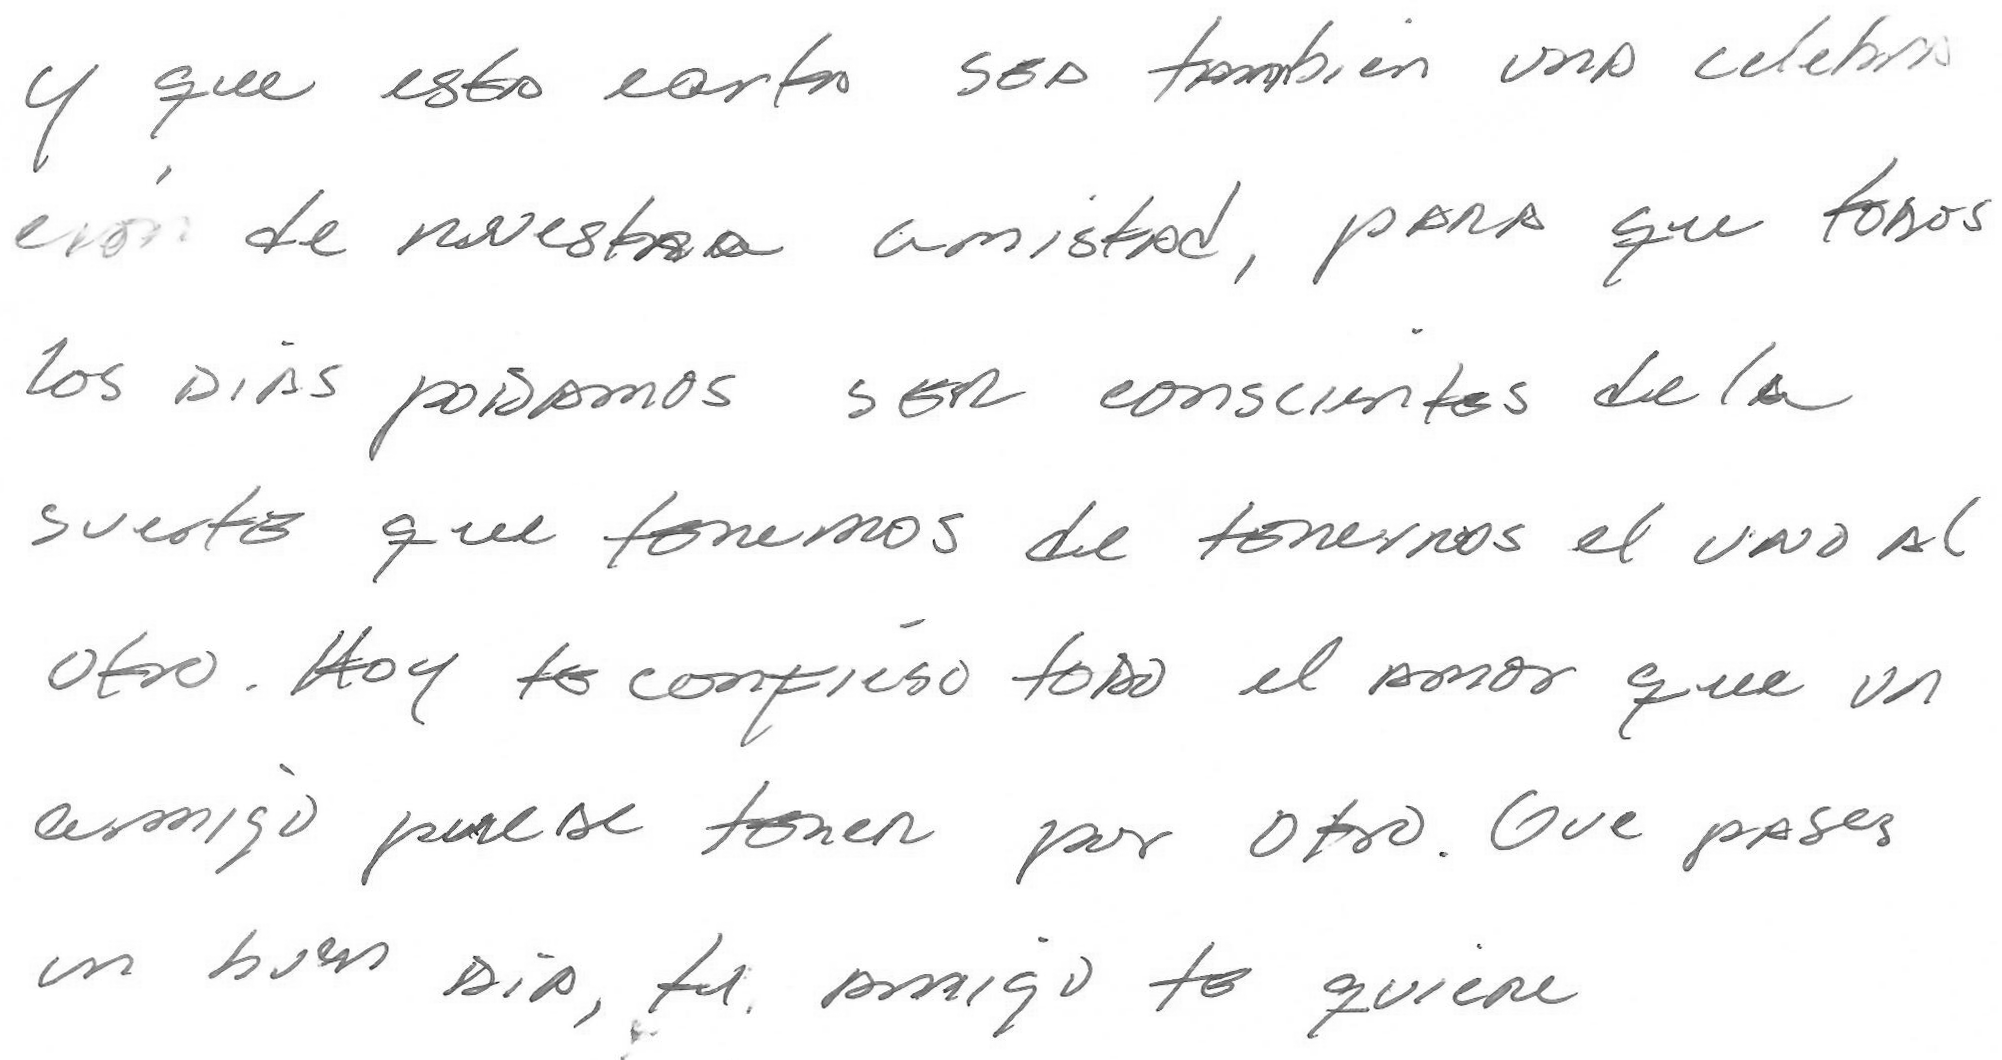 y que esta carta sea tambien una celebra
ción de nuestra amistad, para que todos
los dias podamos ser conscientes de la
suerte que tenemos de tenernos el uno al
otro. Hoy te confieso todo el amor que un
amigo puede tener por otro. Que pases
un buen dia, tu amigo te quiere